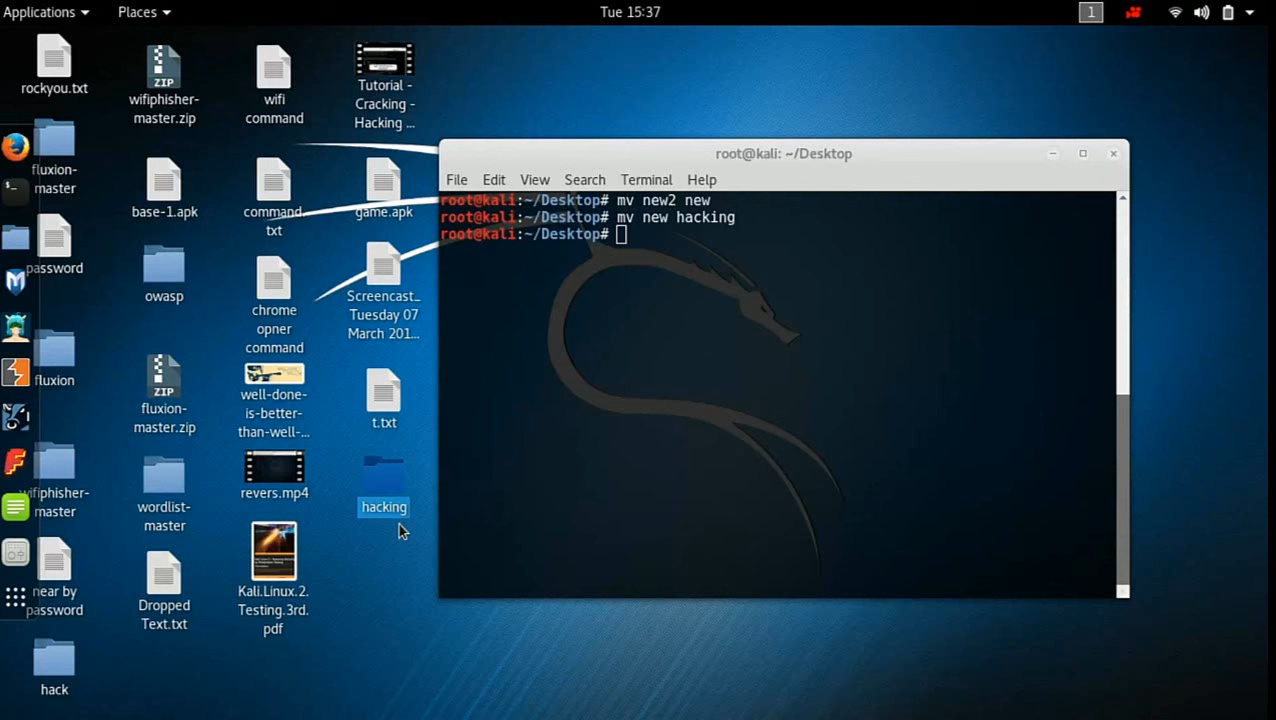 Applications Places Tue 15:37 1
rockyou.txt
fluxion-
master
password
fluxion
wifiphisher-
master
near by
password
hack
ZIP
wifiphisher-
master.zip
base-1.apk
owasp
ZIP
fluxion-
master.zip
wordlist-
master
Dropped
Text.txt
wifi
command
command.
txt
chrome
opner
command
well-done-
is-better-
than-well-...
revers.mp4
Kali.Linux.2.
Testing.3rd.
pdf
Tutorial -
Cracking -
Hacking ...
game.apk
Screencast_
Tuesday 07
March 201...
t.txt
hacking
root@kali: ~/Desktop
File Edit View Search Terminal Help
root@kali:~/Desktop# mv new2 new
root@kali:~/Desktop# mv new hacking
root@kali:~/Desktop#